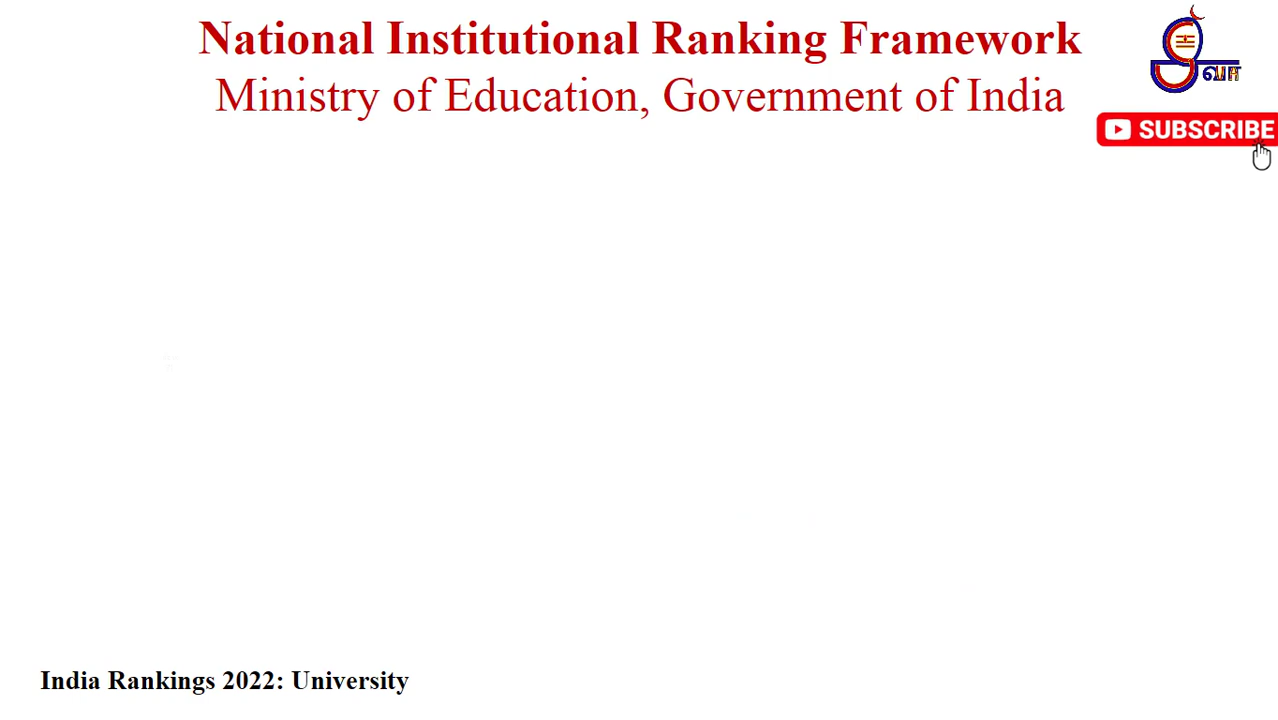 National Institutional Ranking Framework
Ministry of Education, Government of India
SUBSCRIBE
India Rankings 2022: University